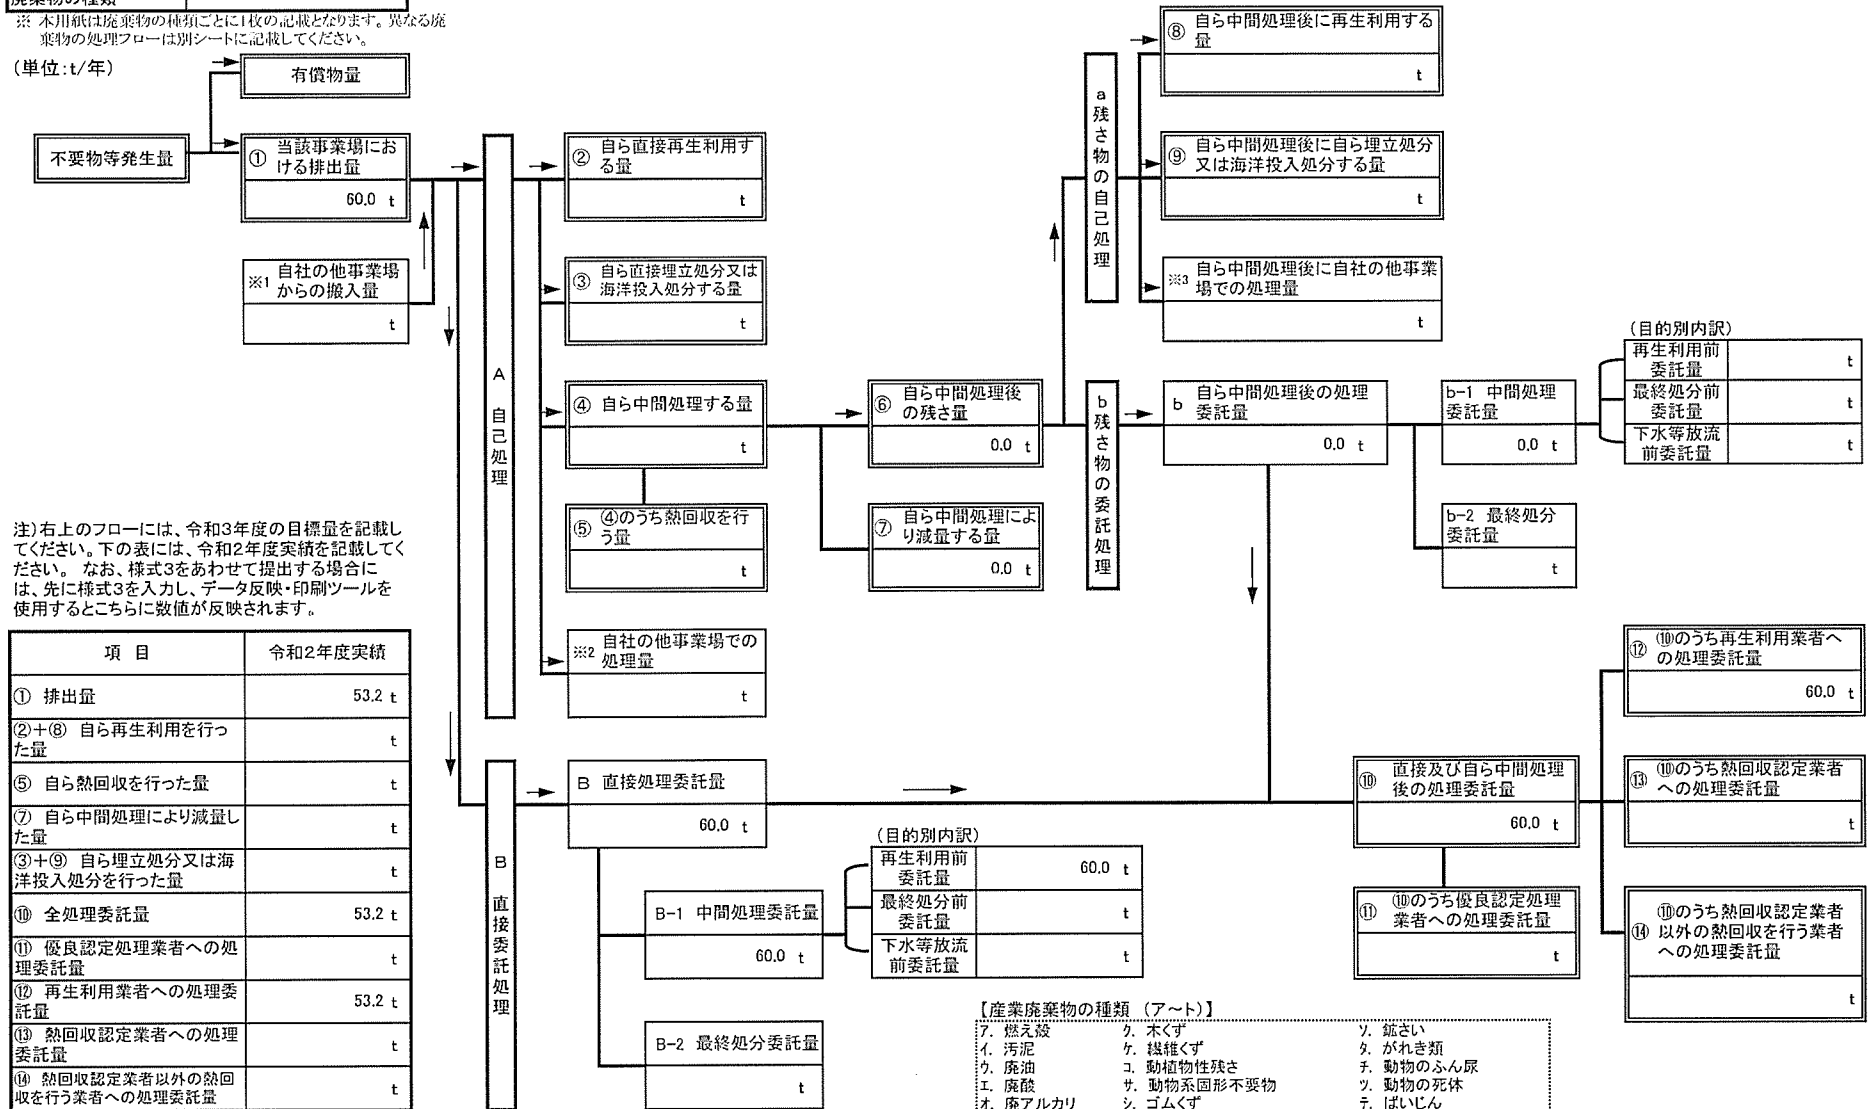 廃棄物の種類
※ 本用紙は廃棄物の種類ごとに1枚の記載となります。異なる廃
棄物の処理フローは別シートに記載してください。
(単位:t/年)
有償物量
不要物等発生量
① 当該事業場にお
ける排出量
60.0 t
※1 自社の他事業場
からの搬入量
t
A 自己処理
② 自ら直接再生利用す
る量
t
③ 自ら直接埋立処分又は
海洋投入処分する量
t
④ 自ら中間処理する量
t
⑤ ④のうち熱回収を行
う量
t
※2 自社の他事業場での
処理量
t
⑥ 自ら中間処理後
の残さ量
0.0 t
⑦ 自ら中間処理によ
り減量する量
0.0 t
a 残さ物の自己処理
⑧ 自ら中間処理後に再生利用する
量
t
⑨ 自ら中間処理後に自ら埋立処分
又は海洋投入処分する量
t
※3 自ら中間処理後に自社の他事業
場での処理量
t
b 残さ物の委託処理
b 自ら中間処理後の処理
委託量
0.0 t
b-1 中間処理
委託量
0.0 t
(目的別内訳)
再生利用前
委託量
t
最終処分前
委託量
t
下水等放流
前委託量
t
b-2 最終処分
委託量
t
注)右上のフローには、令和3年度の目標量を記載し
てください。下の表には、令和2年度実績を記載してく
ださい。 なお、様式3をあわせて提出する場合に
は、先に様式3を入力し、データ反映・印刷ツールを
使用するとこちらに数値が反映されます。
項 目 令和2年度実績
① 排出量 53.2 t
②+⑧ 自ら再生利用を行っ
た量
t
⑤ 自ら熱回収を行った量 t
⑦ 自ら中間処理により減量し
た量
t
③+⑨ 自ら埋立処分又は海
洋投入処分を行った量
t
⑩ 全処理委託量 53.2 t
⑪ 優良認定処理業者への処
理委託量
t
⑫ 再生利用業者への処理委
託量
53.2 t
⑬ 熱回収認定業者への処理
委託量
t
⑭ 熱回収認定業者以外の熱回
収を行う業者への処理委託量
t
B 直接委託処理
B 直接処理委託量
60.0 t
B-1 中間処理委託量
60.0 t
(目的別内訳)
再生利用前
委託量
60.0 t
最終処分前
委託量
t
下水等放流
前委託量
t
B-2 最終処分委託量
t
⑩ 直接及び自ら中間処理
後の処理委託量
60.0 t
⑪ ⑩のうち優良認定処理
業者への処理委託量
t
⑫ ⑩のうち再生利用業者へ
の処理委託量
60.0 t
⑬ ⑩のうち熱回収認定業者
への処理委託量
t
⑭ ⑩のうち熱回収認定業者
以外の熱回収を行う業者
への処理委託量
t
【産業廃棄物の種類 (ア~ト)】
ア. 燃え殻 ク. 木くず ソ. 鉱さい
イ. 汚泥 ケ. 繊維くず タ. がれき類
ウ. 廃油 コ. 動植物性残さ チ. 動物のふん尿
エ. 廃酸 サ. 動物系固形不要物 ツ. 動物の死体
オ. 廃アルカリ シ. ゴムくず テ. ばいじん